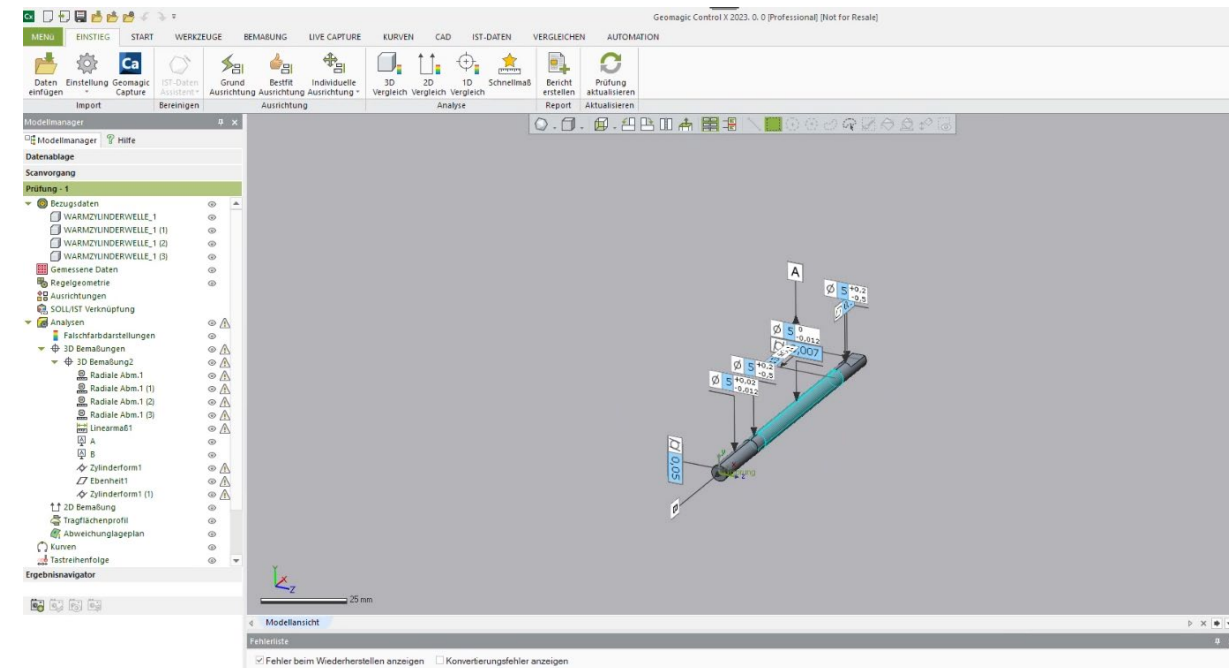 Geomagic Control X 2023. 0. 0 [Professional] [Not for Resale]
MENÜ EINSTIEG START WERKZEUGE BEMAßUNG LIVE CAPTURE KURVEN CAD IST-DATEN VERGLEICHEN AUTOMATION
Daten einfügen
Einstellung
Geomagic Capture
IST-Daten Assistent
Grund Ausrichtung
Bestfit Ausrichtung
Individuelle Ausrichtung
3D Vergleich
2D Vergleich
1D Vergleich
Schnellmaß
Bericht erstellen
Prüfung aktualisieren
Import Bereinigen Ausrichtung Analyse Report Aktualisieren
Modellmanager
Modellmanager Hilfe
Datenablage
Scanvorgang
Prüfung - 1
Bezugsdaten
WARMZYLINDERWELLE_1
WARMZYLINDERWELLE_1 (1)
WARMZYLINDERWELLE_1 (2)
WARMZYLINDERWELLE_1 (3)
Gemessene Daten
Regelgeometrie
Ausrichtungen
SOLL/IST Verknüpfung
Analysen
Falschfarbdarstellungen
3D Bemaßungen
3D Bemaßung2
Radiale Abm.1
Radiale Abm.1 (1)
Radiale Abm.1 (2)
Radiale Abm.1 (3)
Linearmaß1
A
B
Zylinderform1
Ebenheit1
Zylinderform1 (1)
2D Bemaßung
Tragflächenprofil
Abweichunglageplan
Kurven
Tastreihenfolge
Ergebnisnavigator
A
Ø 5 +0.2 -0.5
Ø 5 0 -0.012
0,007
Ø 5 +0.2 -0.5
Ø 5 +0.02 -0.012
0,05
Y
X
Z
25 mm
Modellansicht
Fehlerliste
Fehler beim Wiederherstellen anzeigen Konvertierungsfehler anzeigen